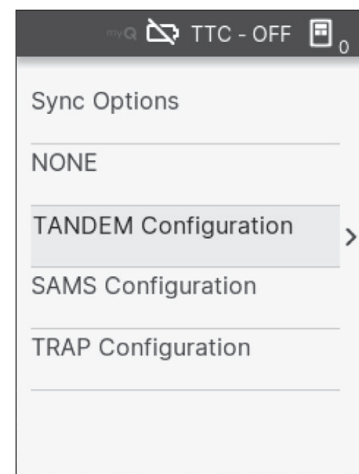 myQ TTC - OFF 0
Sync Options
NONE
TANDEM Configuration
SAMS Configuration
TRAP Configuration